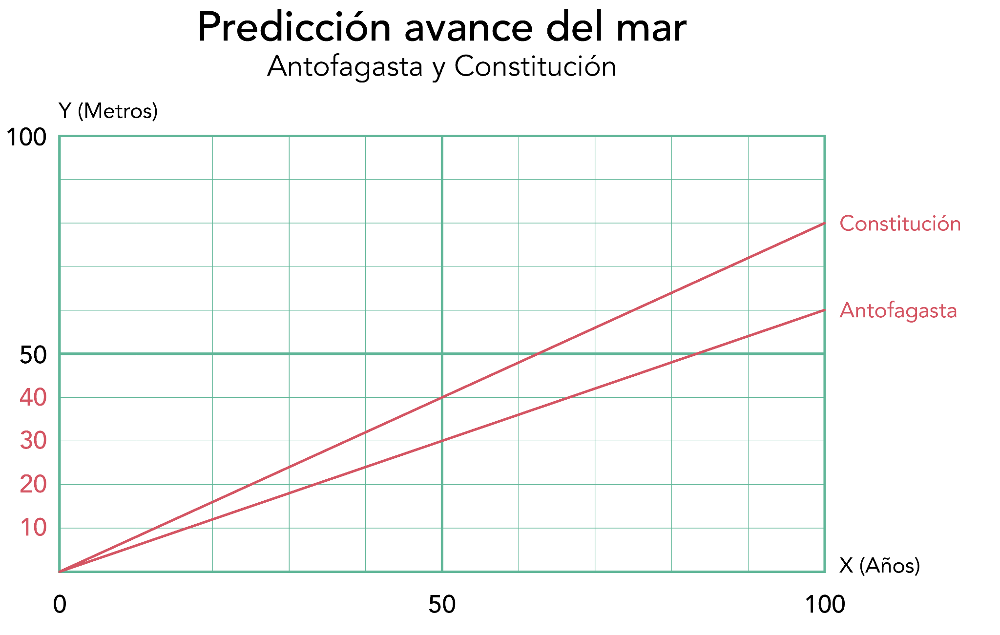 Predicción avance del mar
Antofagasta y Constitución
Y (Metros)
100
Constitución
Antofagasta
50
40
30
20
10
X (Años)
0 50 100